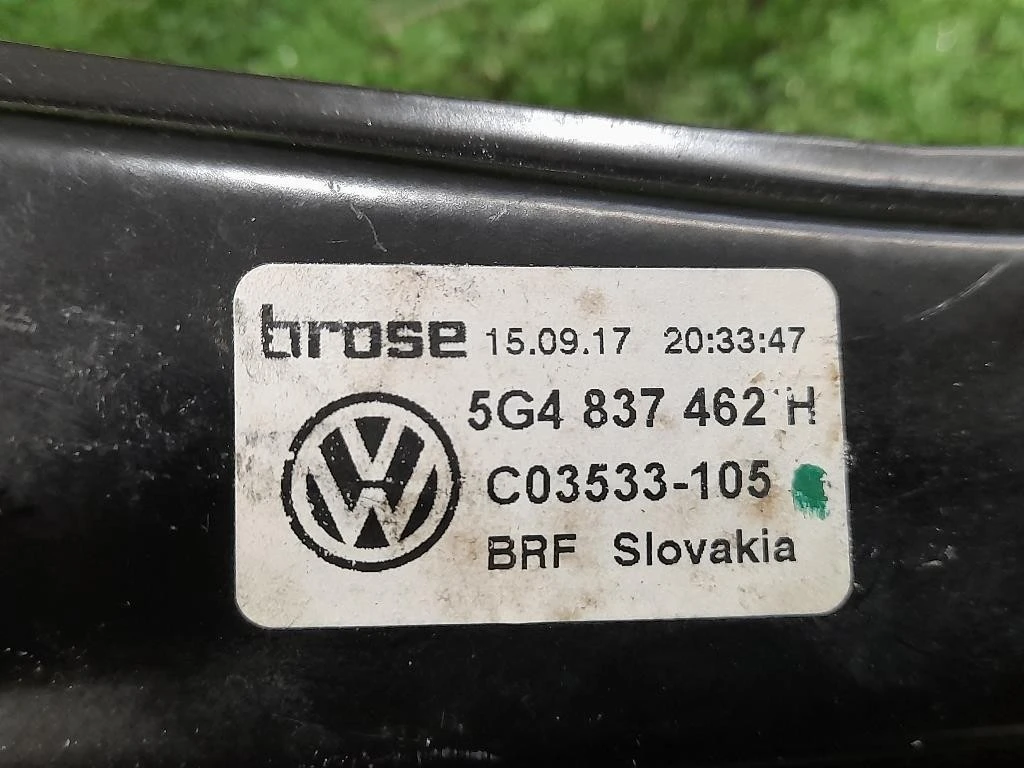 brose 15.09.17 20:33:47
5G4 837 462 H
C03533-105
BRF Slovakia